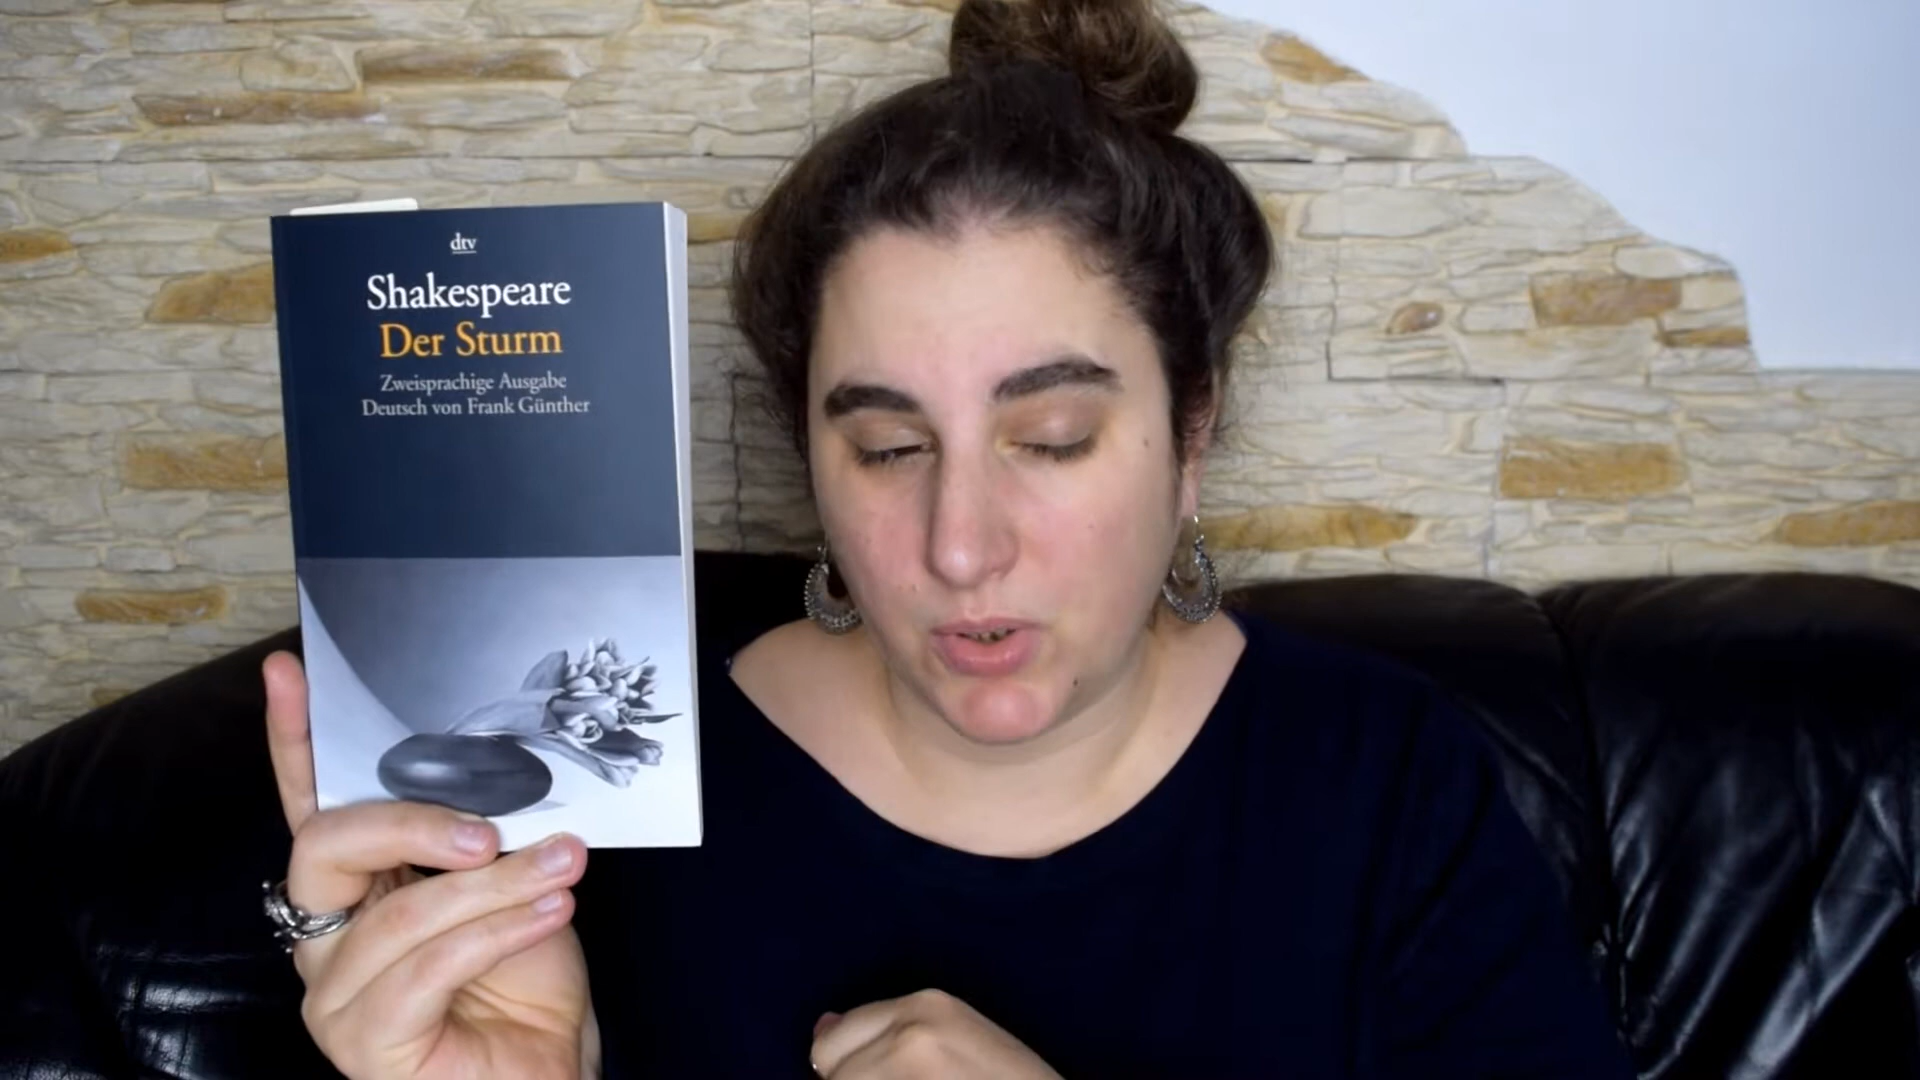 dtv
Shakespeare
Der Sturm
Zweisprachige Ausgabe
Deutsch von Frank Günther